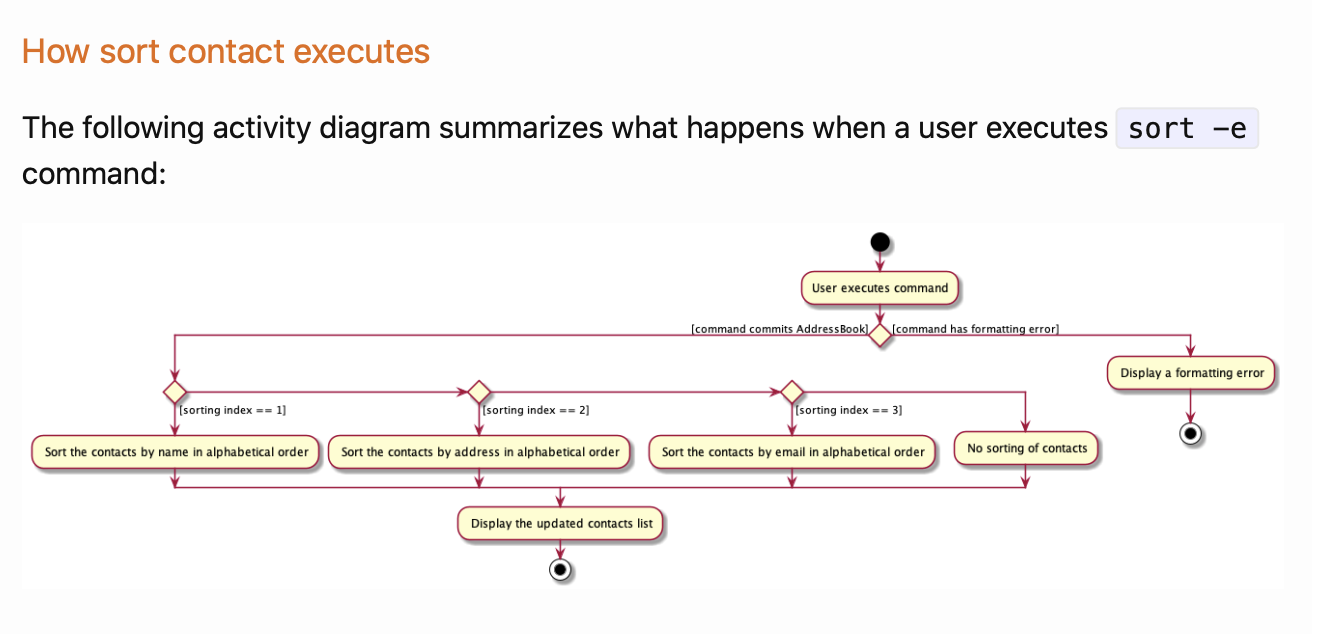 How sort contact executes
The following activity diagram summarizes what happens when a user executes sort -e
command:
User executes command
[command commits AddressBook]
[command has formatting error]
Display a formatting error
[sorting index == 1]
[sorting index == 2]
[sorting index == 3]
Sort the contacts by name in alphabetical order
Sort the contacts by address in alphabetical order
Sort the contacts by email in alphabetical order
No sorting of contacts
Display the updated contacts list